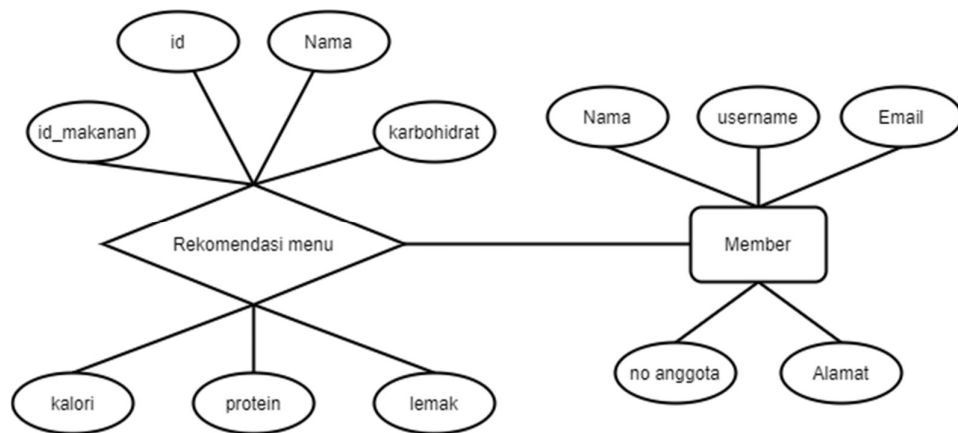 id
Nama
id_makanan
karbohidrat
Nama
username
Email
Rekomendasi menu
Member
no anggota
Alamat
kalori
protein
lemak